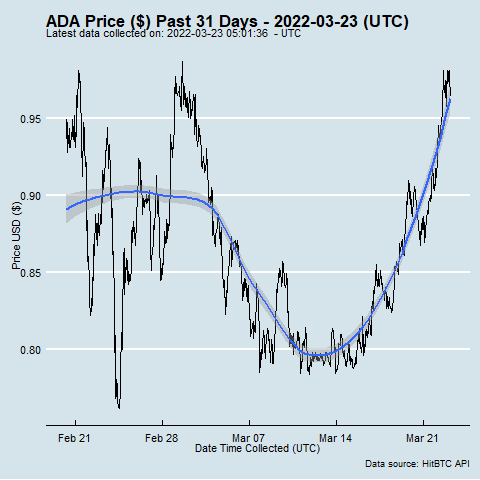 ADA Price ($) Past 31 Days - 2022-03-23 (UTC)
Latest data collected on: 2022-03-23 05:01:36 - UTC
0.95
0.90
0.85
0.80
Price USD ($)
Feb 21 Feb 28 Mar 07 Mar 14 Mar 21
Date Time Collected (UTC)
Data source: HitBTC API